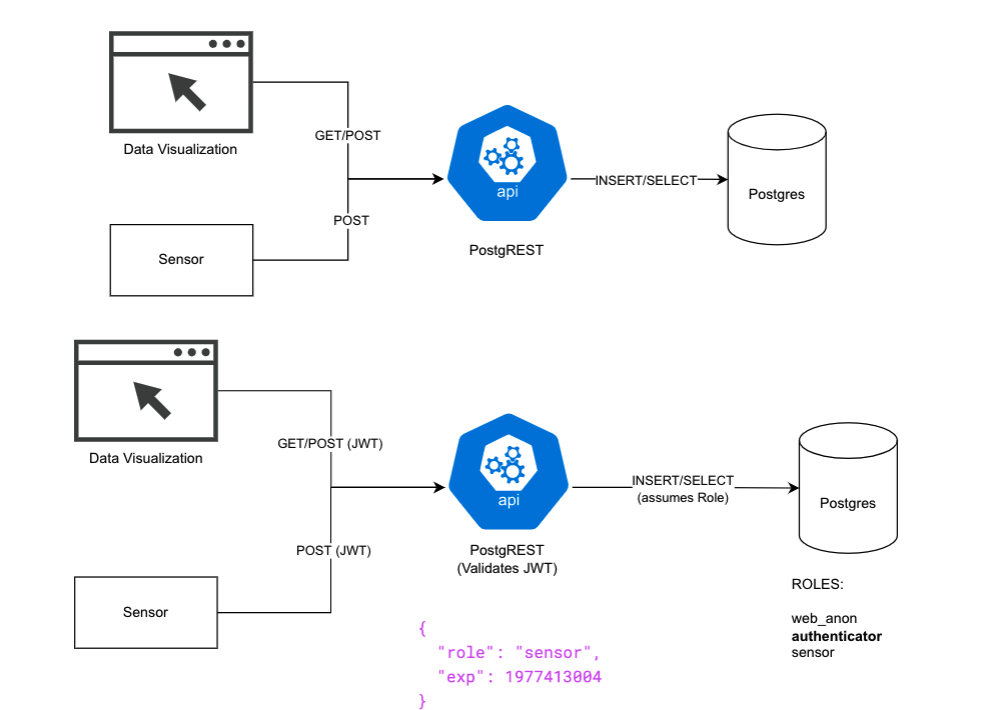 Data Visualization
GET/POST
POST
Sensor
api
PostgREST
INSERT/SELECT
Postgres
Data Visualization
GET/POST (JWT)
POST (JWT)
Sensor
api
PostgREST
(Validates JWT)
INSERT/SELECT
(assumes Role)
Postgres
ROLES:
web_anon
authenticator
sensor
{
"role": "sensor",
"exp": 1977413004
}